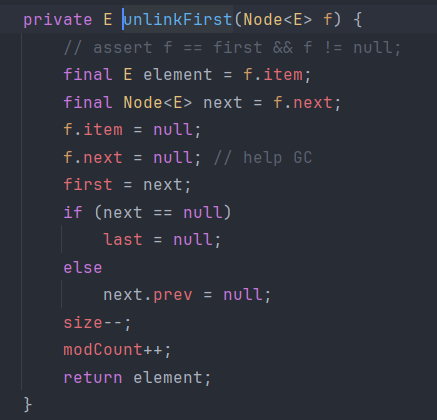 private E unlinkFirst(Node<E> f) {
    // assert f == first && f != null;
    final E element = f.item;
    final Node<E> next = f.next;
    f.item = null;
    f.next = null; // help GC
    first = next;
    if (next == null)
        last = null;
    else
        next.prev = null;
    size--;
    modCount++;
    return element;
}